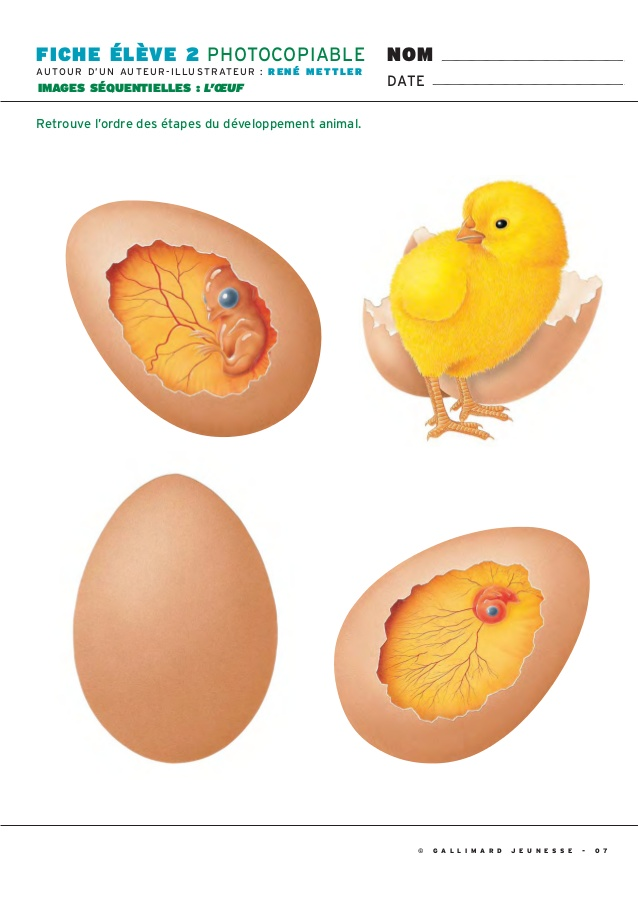 FICHE ÉLÈVE 2 PHOTOCOPIABLE
AUTOUR D'UN AUTEUR-ILLUSTRATEUR : RENÉ METTLER
IMAGES SÉQUENTIELLES : L'ŒUF
NOM
DATE
Retrouve l'ordre des étapes du développement animal.
© GALLIMARD JEUNESSE - 07